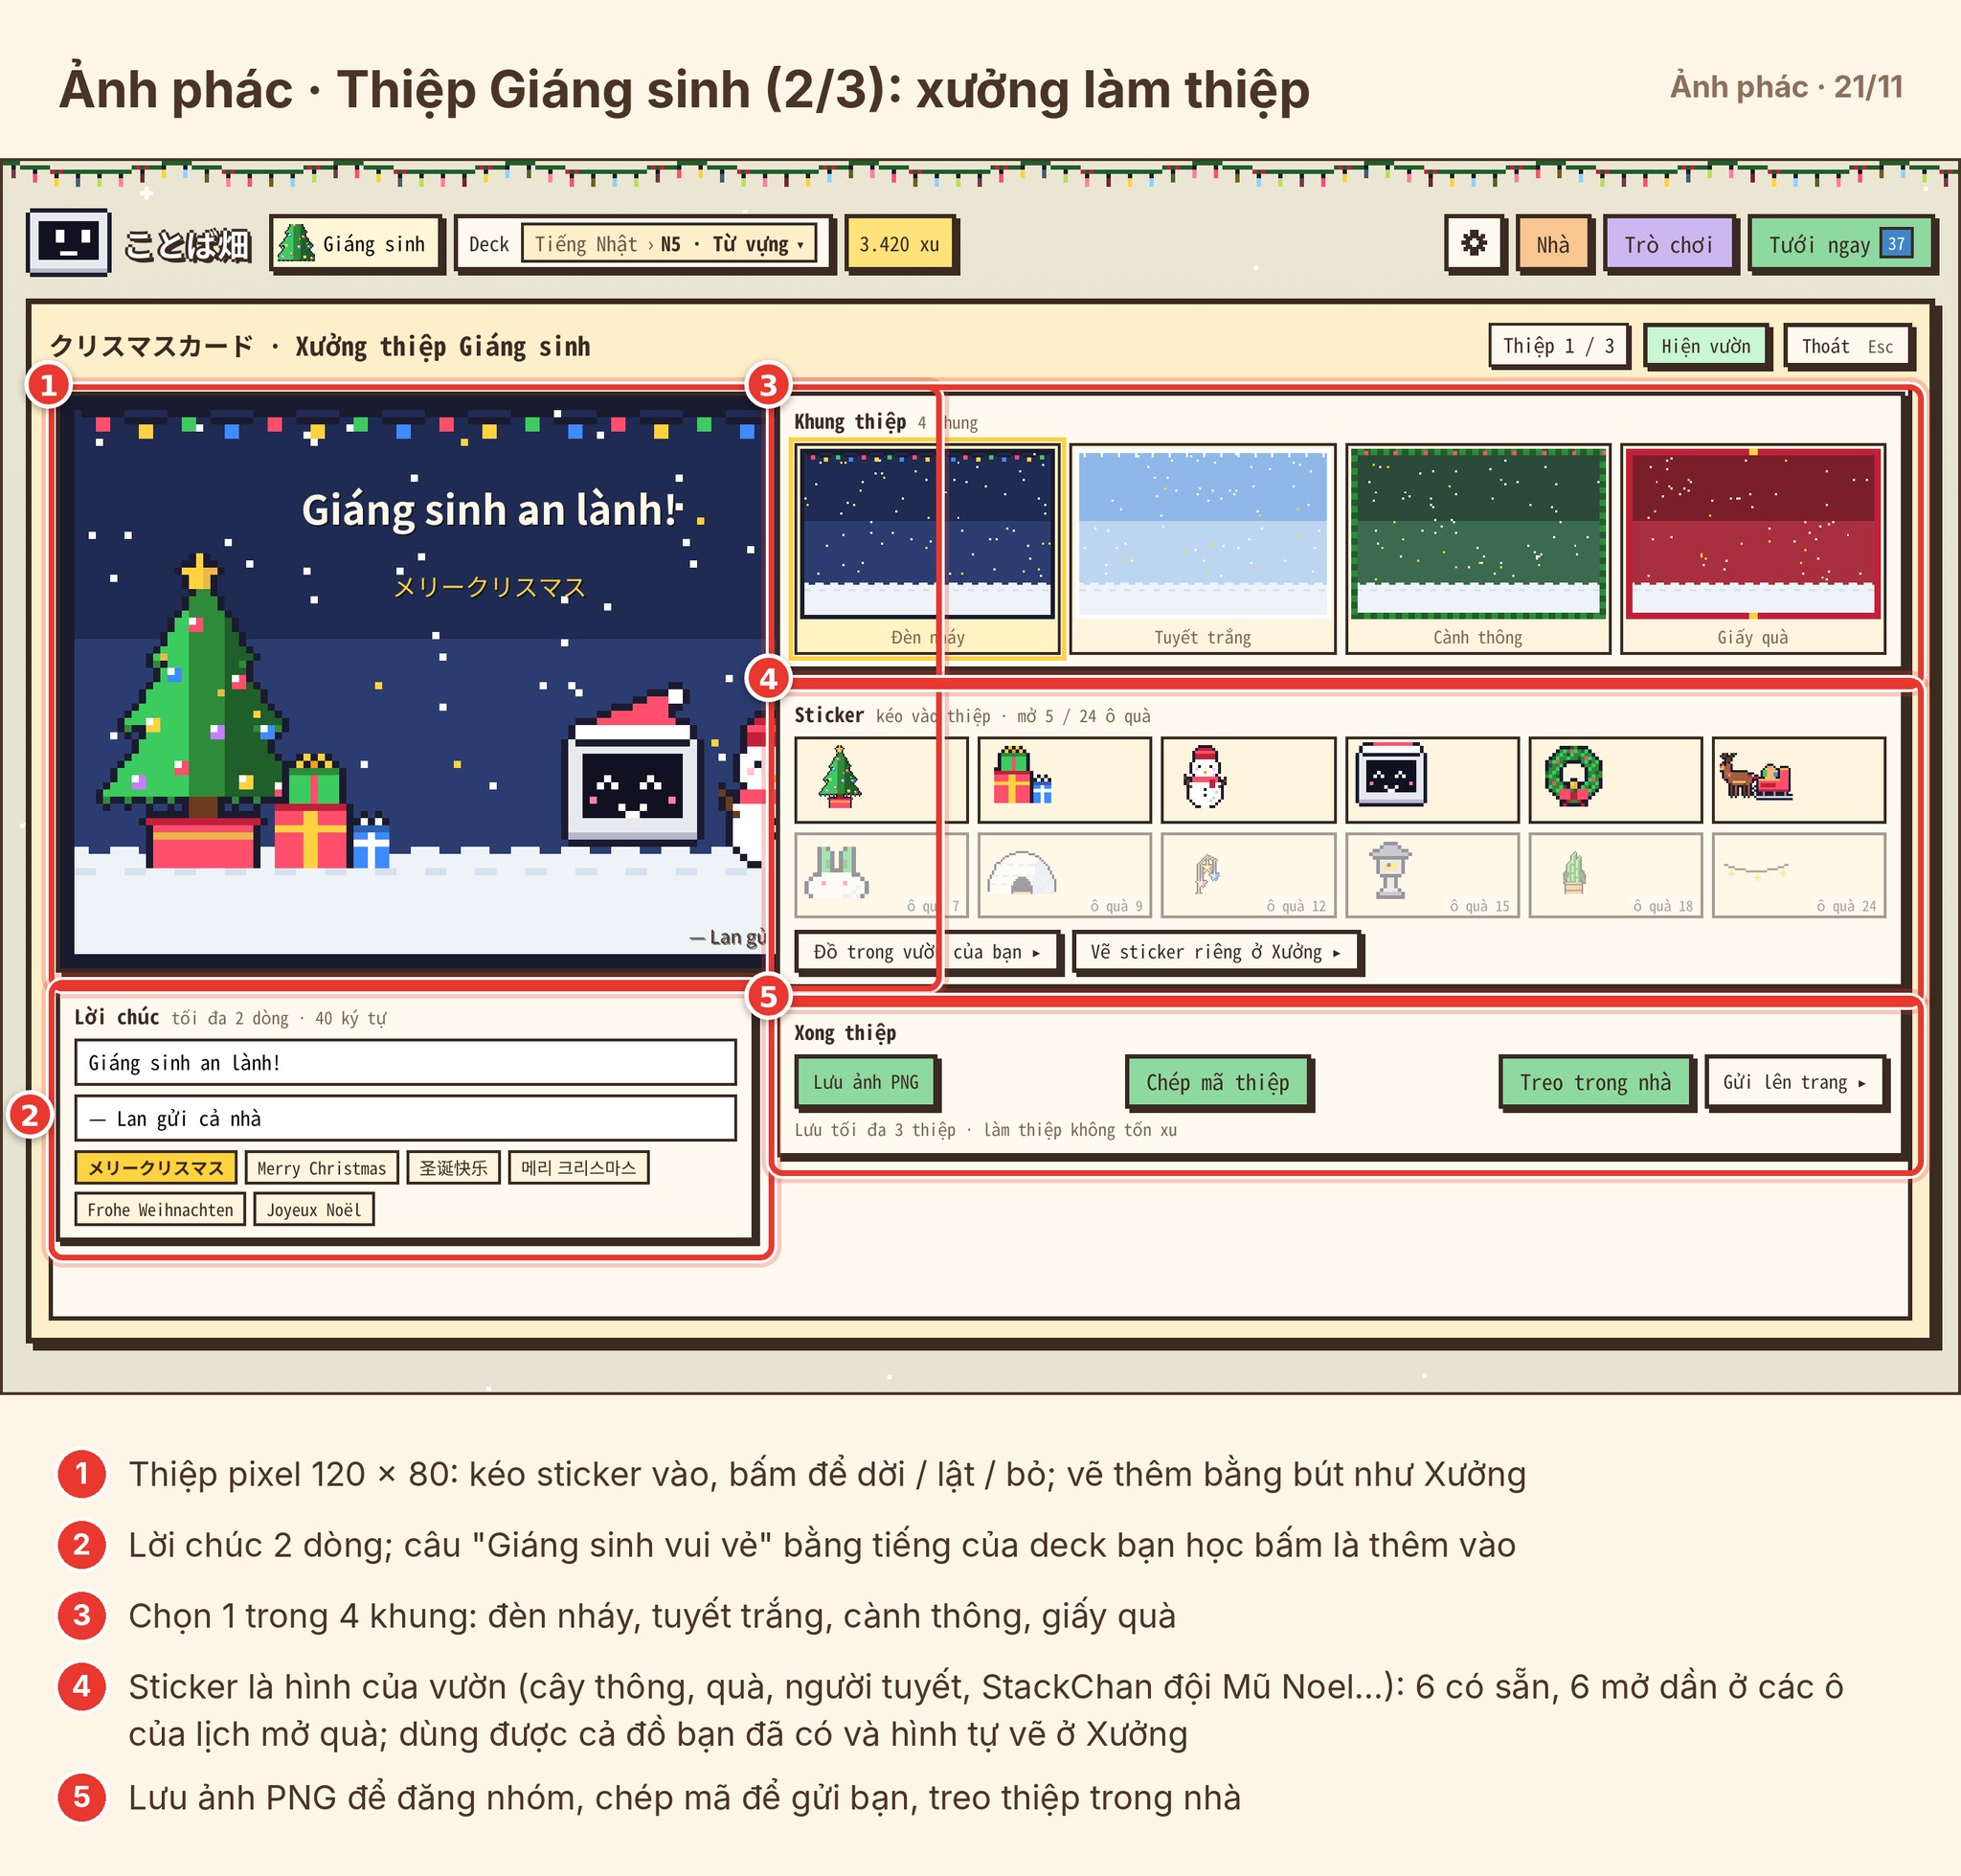 Ảnh phác · Thiệp Giáng sinh (2/3): xưởng làm thiệp
Ảnh phác · 21/11
ことば畑
Giáng sinh
Deck Tiếng Nhật › N5 · Từ vựng ▾
3.420 xu
Nhà
Trò chơi
Tưới ngay 37
クリスマスカード · Xưởng thiệp Giáng sinh
Thiệp 1 / 3
Hiện vườn
Thoát Esc
1
Giáng sinh an lành!
メリークリスマス
— Lan gử
3
Khung thiệp 4 hung
Đèn nháy
Tuyết trắng
Cành thông
Giấy quà
4
Sticker kéo vào thiệp · mở 5 / 24 ô quà
ô quà 7
ô quà 9
ô quà 12
ô quà 15
ô quà 18
ô quà 24
Đồ trong vườn của bạn ▸
Vẽ sticker riêng ở Xưởng ▸
2
Lời chúc tối đa 2 dòng · 40 ký tự
Giáng sinh an lành!
— Lan gửi cả nhà
メリークリスマス
Merry Christmas
圣诞快乐
메리 크리스마스
Frohe Weihnachten
Joyeux Noël
5
Xong thiệp
Lưu ảnh PNG
Chép mã thiệp
Treo trong nhà
Gửi lên trang ▸
Lưu tối đa 3 thiệp · làm thiệp không tốn xu
1 Thiệp pixel 120 × 80: kéo sticker vào, bấm để dời / lật / bỏ; vẽ thêm bằng bút như Xưởng
2 Lời chúc 2 dòng; câu "Giáng sinh vui vẻ" bằng tiếng của deck bạn học bấm là thêm vào
3 Chọn 1 trong 4 khung: đèn nháy, tuyết trắng, cành thông, giấy quà
4 Sticker là hình của vườn (cây thông, quà, người tuyết, StackChan đội Mũ Noel...): 6 có sẵn, 6 mở dần ở các ô
của lịch mở quà; dùng được cả đồ bạn đã có và hình tự vẽ ở Xưởng
5 Lưu ảnh PNG để đăng nhóm, chép mã để gửi bạn, treo thiệp trong nhà